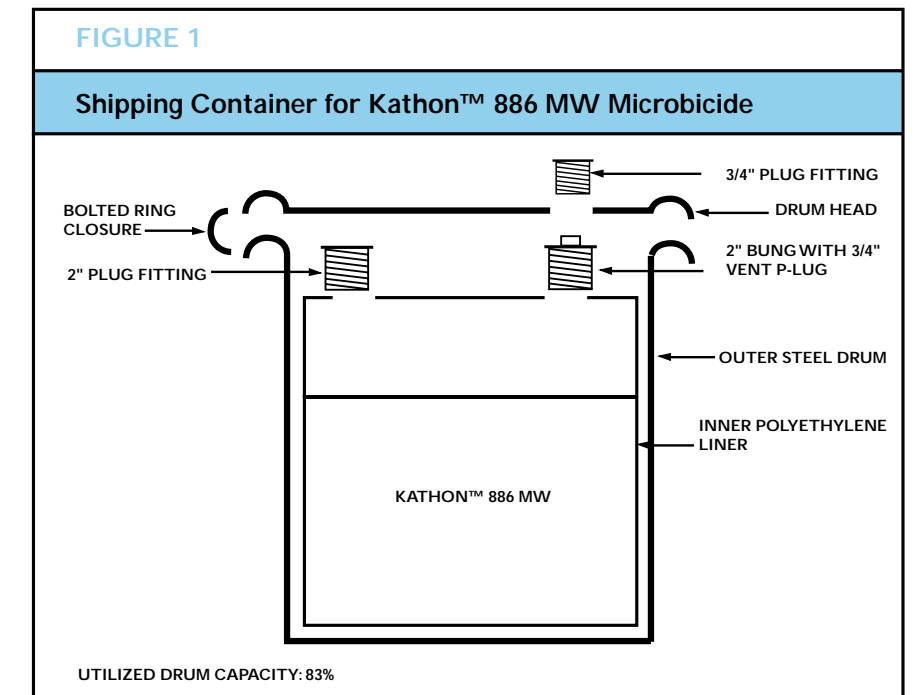 FIGURE 1
Shipping Container for Kathon™ 886 MW Microbicide
3/4" PLUG FITTING
BOLTED RING
CLOSURE
DRUM HEAD
2" PLUG FITTING
2" BUNG WITH 3/4"
VENT P-LUG
OUTER STEEL DRUM
INNER POLYETHYLENE
LINER
KATHON™ 886 MW
UTILIZED DRUM CAPACITY: 83%